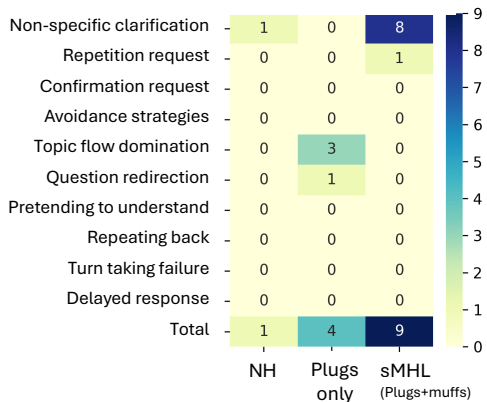 Non-specific clarification 1 0 8
Repetition request 0 0 1
Confirmation request 0 0 0
Avoidance strategies 0 0 0
Topic flow domination 0 3 0
Question redirection 0 1 0
Pretending to understand 0 0 0
Repeating back 0 0 0
Turn taking failure 0 0 0
Delayed response 0 0 0
Total 1 4 9
NH Plugs only sMHL (Plugs+muffs)
9
8
7
6
5
4
3
2
1
0